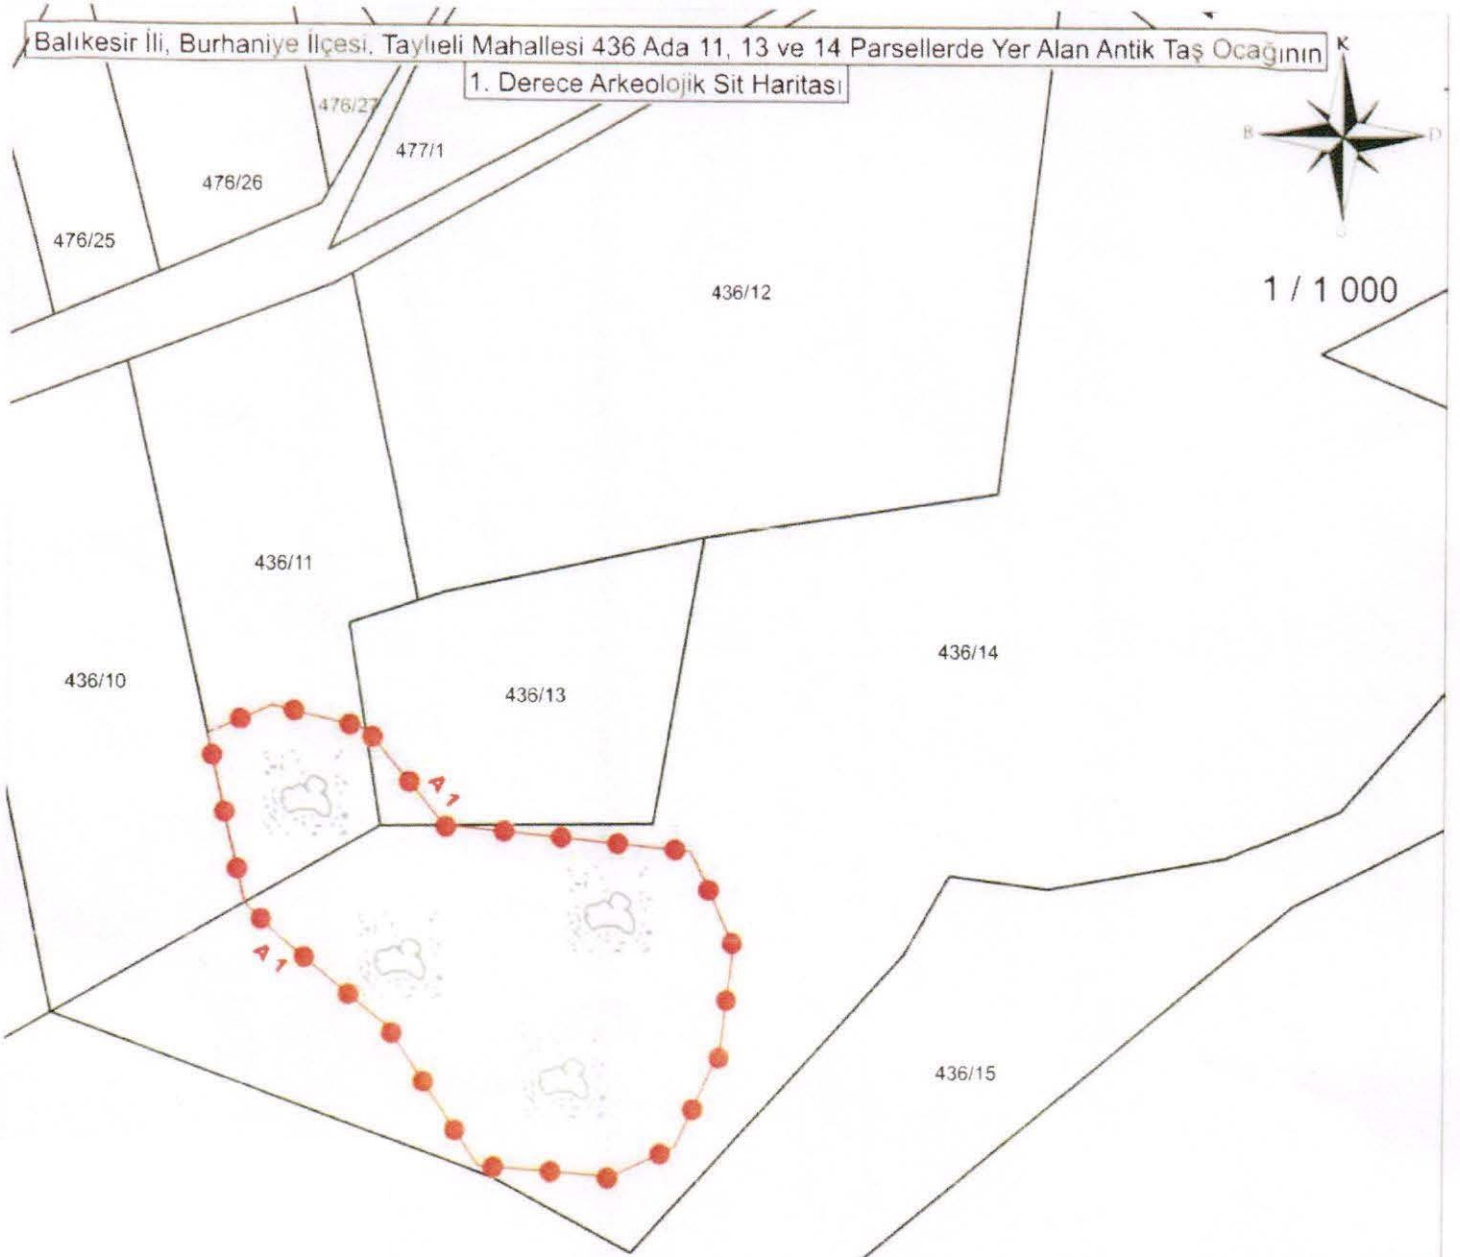 Balıkesir İli, Burhaniye İlçesi, Taylıeli Mahallesi 436 Ada 11, 13 ve 14 Parsellerde Yer Alan Antik Taş Ocağının
1. Derece Arkeolojik Sit Haritası
K
B
D
G
1 / 1 000
476/27
477/1
476/26
476/25
436/12
436/11
436/14
436/10
436/13
A 1
A 1
436/15